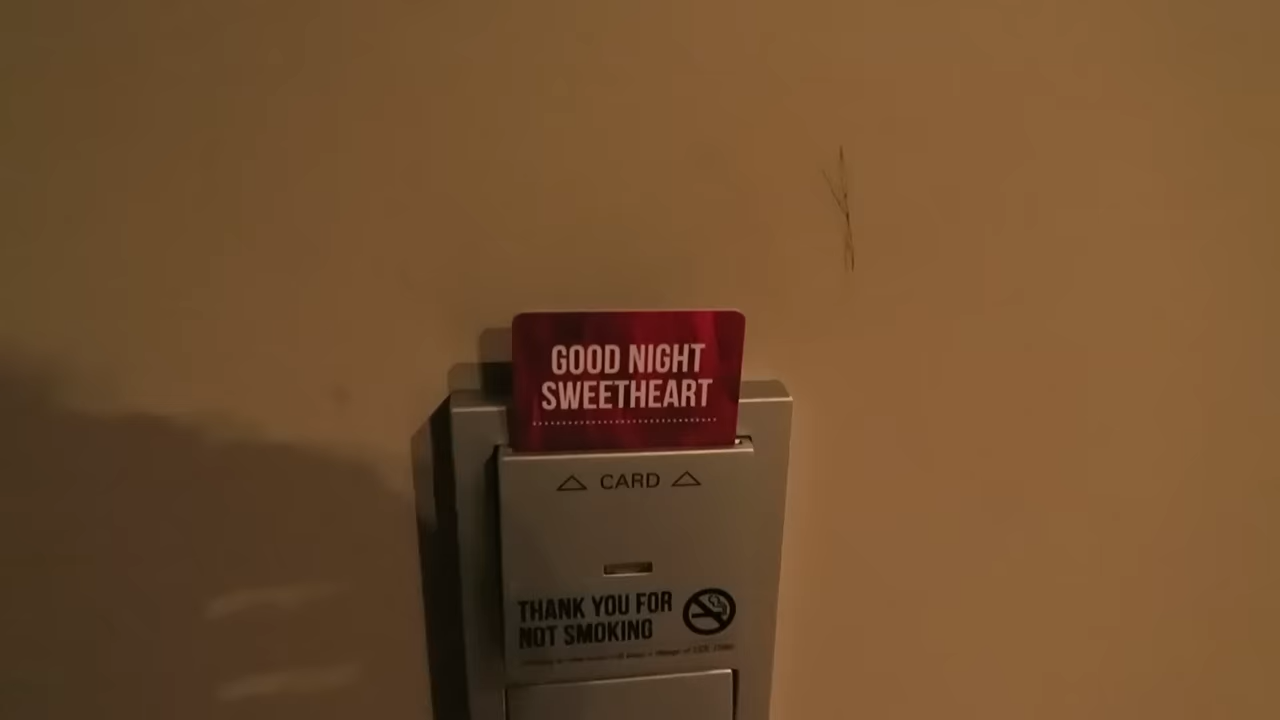 GOOD NIGHT
SWEETHEART
CARD
THANK YOU FOR
NOT SMOKING